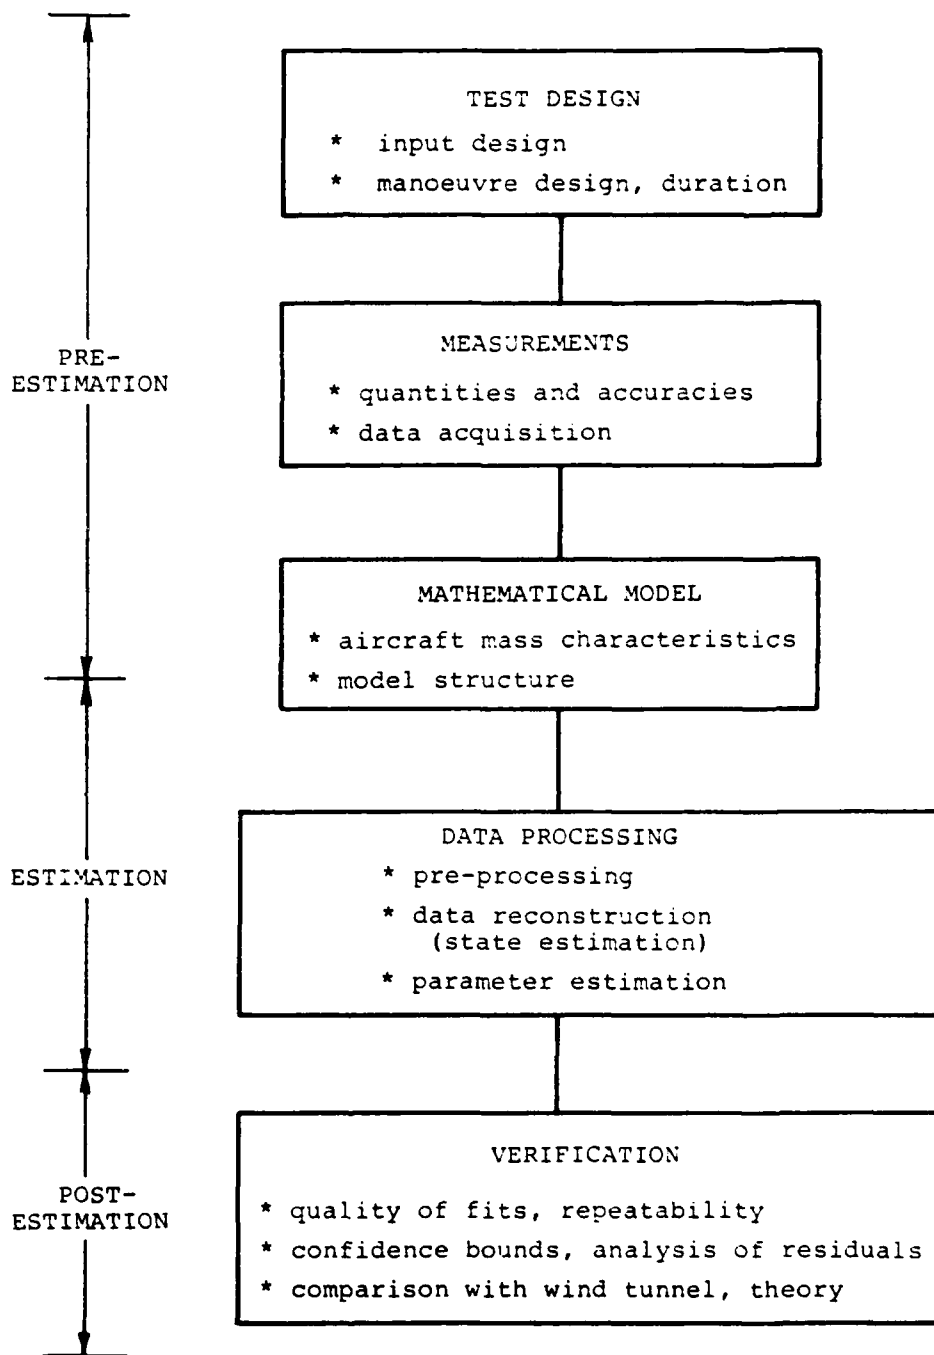 TEST DESIGN
* input design
* manoeuvre design, duration
MEASUREMENTS
* quantities and accuracies
* data acquisition
PRE-
ESTIMATION
MATHEMATICAL MODEL
* aircraft mass characteristics
* model structure
DATA PROCESSING
* pre-processing
* data reconstruction
(state estimation)
* parameter estimation
ESTIMATION
VERIFICATION
* quality of fits, repeatability
* confidence bounds, analysis of residuals
* comparison with wind tunnel, theory
POST-
ESTIMATION